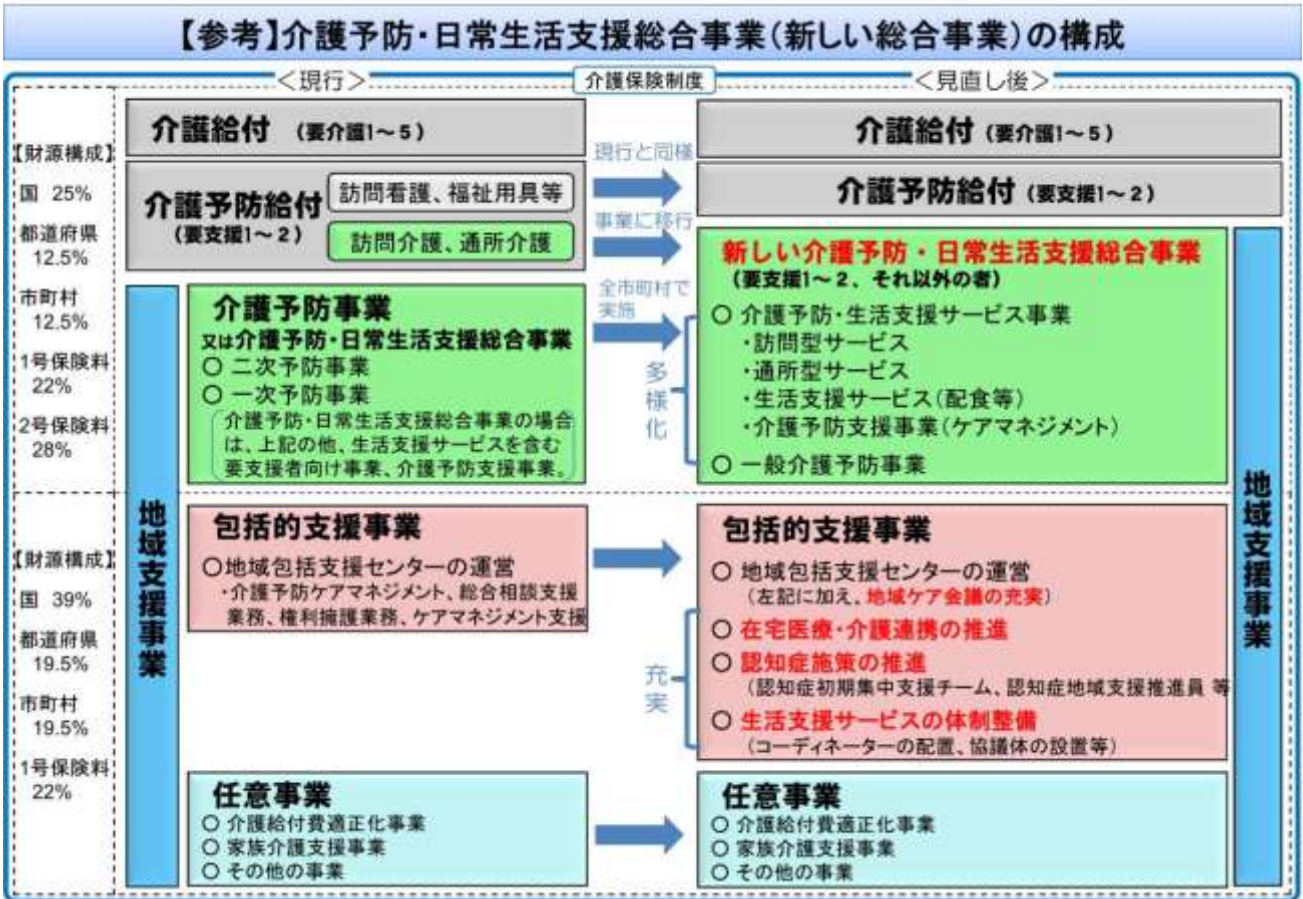 【参考】介護予防・日常生活支援総合事業(新しい総合事業)の構成
<現行>
介護保険制度
<見直し後>
【財源構成】
国 25%
都道府県
12.5%
市町村
12.5%
1号保険料
22%
2号保険料
28%
【財源構成】
国 39%
都道府県
19.5%
市町村
19.5%
1号保険料
22%
介護給付 (要介護1~5)
介護予防給付
(要支援1~2)
訪問看護、福祉用具等
訪問介護、通所介護
地域支援事業
介護予防事業
又は介護予防・日常生活支援総合事業
○ 二次予防事業
○ 一次予防事業
介護予防・日常生活支援総合事業の場合
は、上記の他、生活支援サービスを含む
要支援者向け事業、介護予防支援事業。
包括的支援事業
○地域包括支援センターの運営
・介護予防ケアマネジメント、総合相談支援
業務、権利擁護業務、ケアマネジメント支援
任意事業
○ 介護給付費適正化事業
○ 家族介護支援事業
○ その他の事業
現行と同様
事業に移行
全市町村で
実施
多様化
充実
介護給付 (要介護1~5)
介護予防給付 (要支援1~2)
新しい介護予防・日常生活支援総合事業
(要支援1~2、それ以外の者)
○ 介護予防・生活支援サービス事業
・訪問型サービス
・通所型サービス
・生活支援サービス(配食等)
・介護予防支援事業(ケアマネジメント)
○ 一般介護予防事業
包括的支援事業
○ 地域包括支援センターの運営
(左記に加え、地域ケア会議の充実)
○ 在宅医療・介護連携の推進
○ 認知症施策の推進
(認知症初期集中支援チーム、認知症地域支援推進員 等
○ 生活支援サービスの体制整備
(コーディネーターの配置、協議体の設置等)
任意事業
○ 介護給付費適正化事業
○ 家族介護支援事業
○ その他の事業
地域支援事業